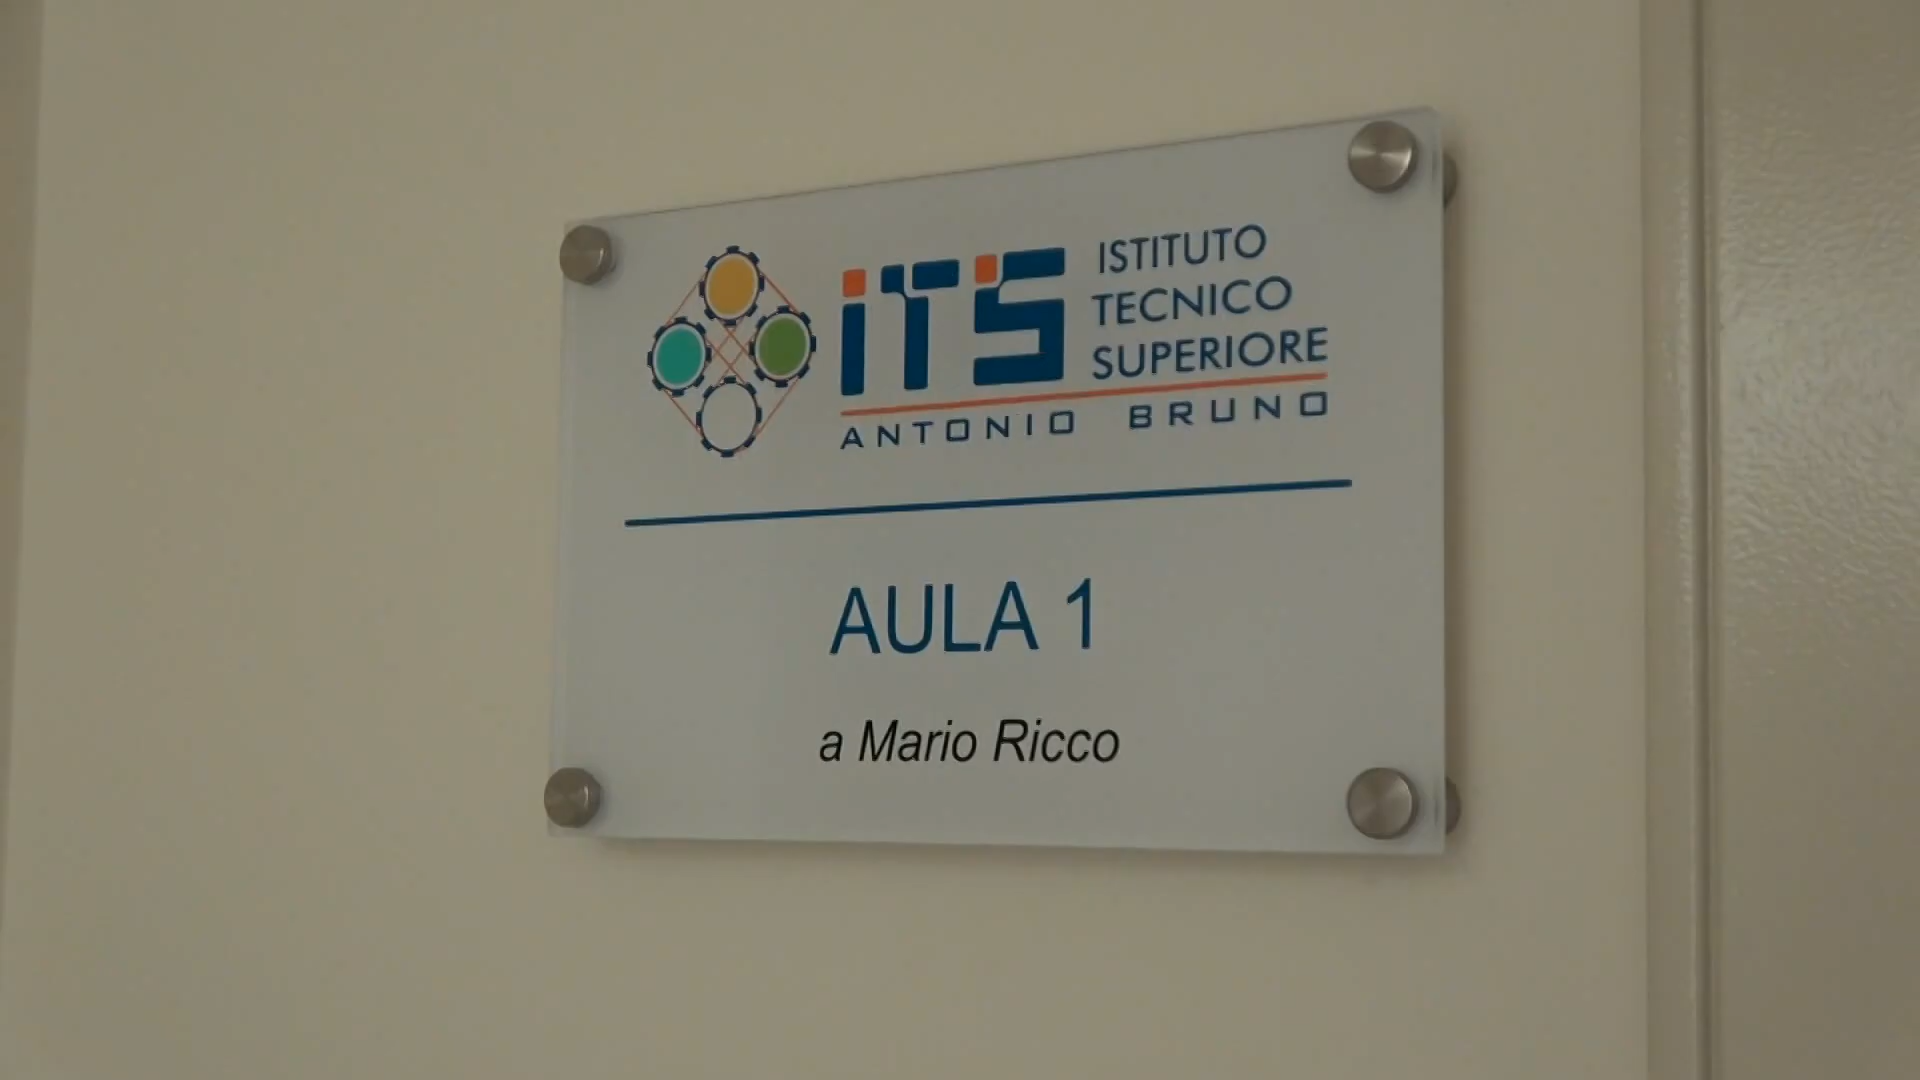 iTS ISTITUTO
TECNICO
SUPERIORE
ANTONIO BRUNO
AULA 1
a Mario Ricco